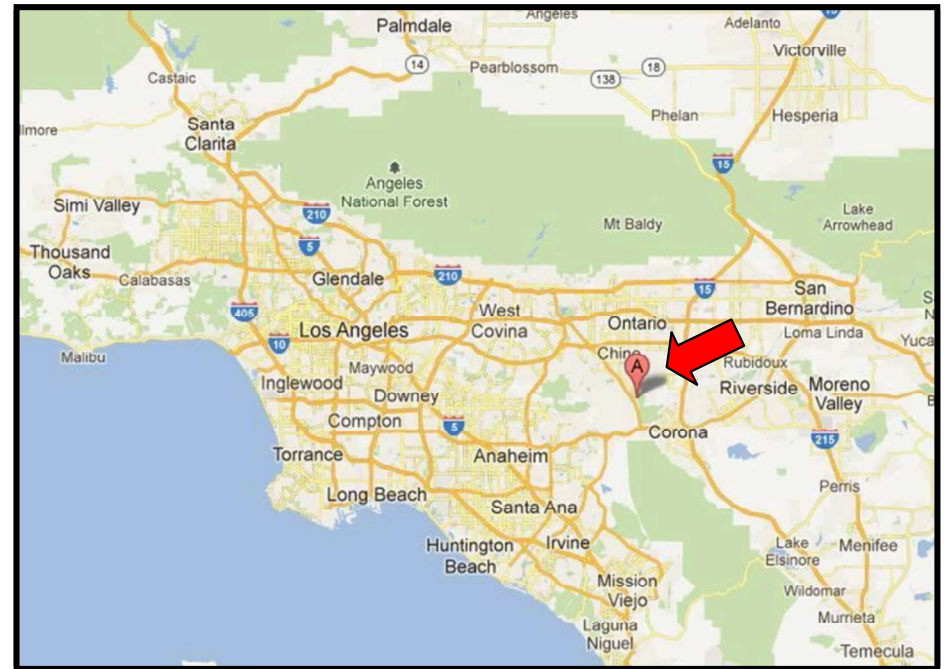 Palmdale
Angeles
Adelanto
Victorville
14
Pearblossom
138
18
Castaic
Phelan
Hesperia
lmore
Santa
Clarita
15
Angeles
National Forest
Simi Valley
210
Mt Baldy
Lake
Arrowhead
5
Thousand
Oaks
Calabasas
Glendale
210
15
San
Bernardino
405
West
Covina
Ontario
Loma Linda
Yuca
Los Angeles
10
Malibu
Maywood
Chino
A
Rubidoux
Inglewood
Downey
Riverside
Moreno
Valley
Compton
5
Corona
215
Torrance
Anaheim
Long Beach
Santa Ana
Perris
Huntington
Beach
Irvine
Lake
Elsinore
Menifee
Mission
Viejo
Wildomar
Laguna
Niguel
Murrieta
Temecula